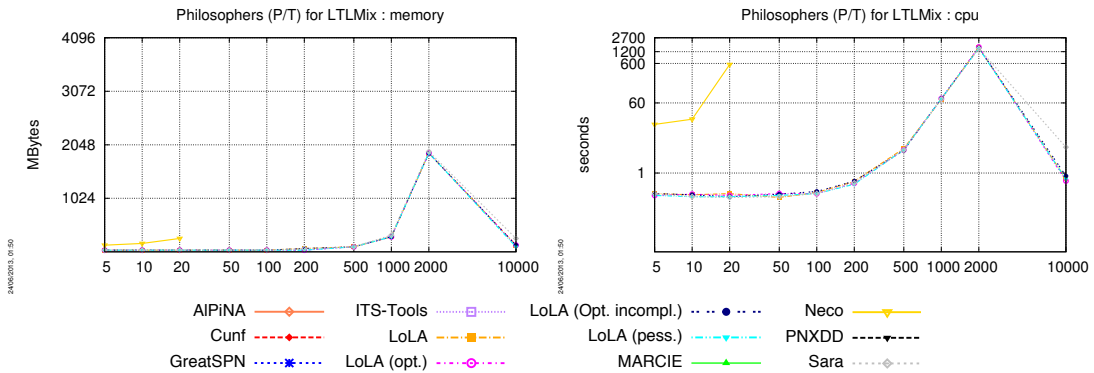 Philosophers (P/T) for LTLMix : memory
4096
3072
2048
1024
MBytes
5 10 20 50 100 200 500 1000 2000 10000
24/06/2013, 01:50
Philosophers (P/T) for LTLMix : cpu
2700
1200
600
60
1
seconds
5 10 20 50 100 200 500 1000 2000 10000
24/06/2013, 01:50
AlPiNA
Cunf
GreatSPN
ITS-Tools
LoLA
LoLA (opt.)
LoLA (Opt. incompl.)
LoLA (pess.)
MARCIE
Neco
PNXDD
Sara